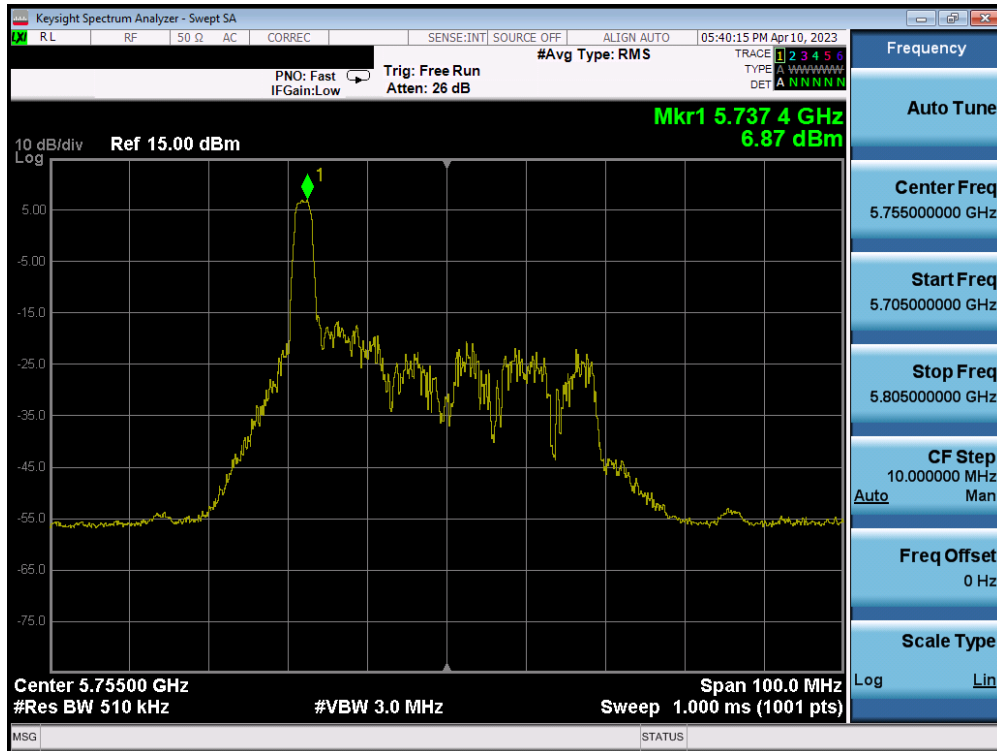 Keysight Spectrum Analyzer - Swept SA
LXI RL RF 50 Ω AC CORREC SENSE:INT SOURCE OFF ALIGN AUTO 05:40:15 PM Apr 10, 2023
#Avg Type: RMS TRACE 1 2 3 4 5 6
PNO: Fast Trig: Free Run TYPE A WWWWW
IFGain:Low Atten: 26 dB DET A N N N N N
Mkr1 5.737 4 GHz
6.87 dBm
10 dB/div Ref 15.00 dBm
Log
1
5.00
-5.00
-15.0
-25.0
-35.0
-45.0
-55.0
-65.0
-75.0
Center 5.75500 GHz Span 100.0 MHz
#Res BW 510 kHz #VBW 3.0 MHz Sweep 1.000 ms (1001 pts)
MSG STATUS
Frequency
Auto Tune
Center Freq
5.755000000 GHz
Start Freq
5.705000000 GHz
Stop Freq
5.805000000 GHz
CF Step
10.000000 MHz
Auto Man
Freq Offset
0 Hz
Scale Type
Log Lin